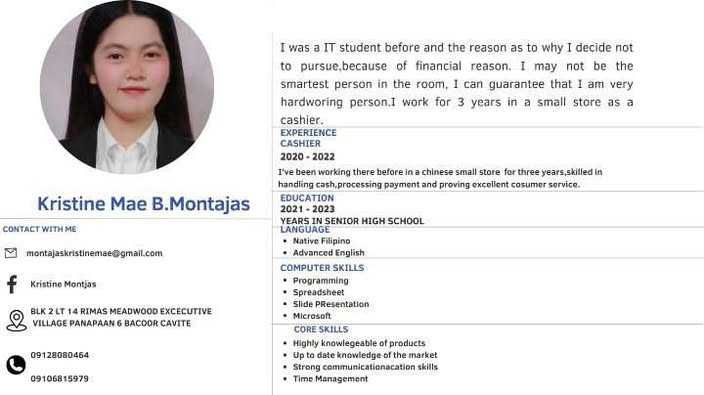 Kristine Mae B.Montajas
CONTACT WITH ME
montajaskristinemae@gmail.com
Kristine Montjas
BLK 2 LT 14 RIMAS MEADWOOD EXCECUTIVE
VILLAGE PANAPAAN 6 BACOOR CAVITE
09128080464
09106815979
I was a IT student before and the reason as to why I decide not
to pursue,because of financial reason. I may not be the
smartest person in the room, I can guarantee that I am very
hardworing person.I work for 3 years in a small store as a
cashier.
EXPERIENCE
CASHIER
2020 - 2022
I've been working there before in a chinese small store for three years,skilled in
handling cash,processing payment and proving excellent cosumer service.
EDUCATION
2021 - 2023
YEARS IN SENIOR HIGH SCHOOL
LANGUAGE
• Native Filipino
• Advanced English
COMPUTER SKILLS
• Programming
• Spreadsheet
• Slide PResentation
• Microsoft
CORE SKILLS
• Highly knowlegeable of products
• Up to date knowledge of the market
• Strong communicationacation skills
• Time Management